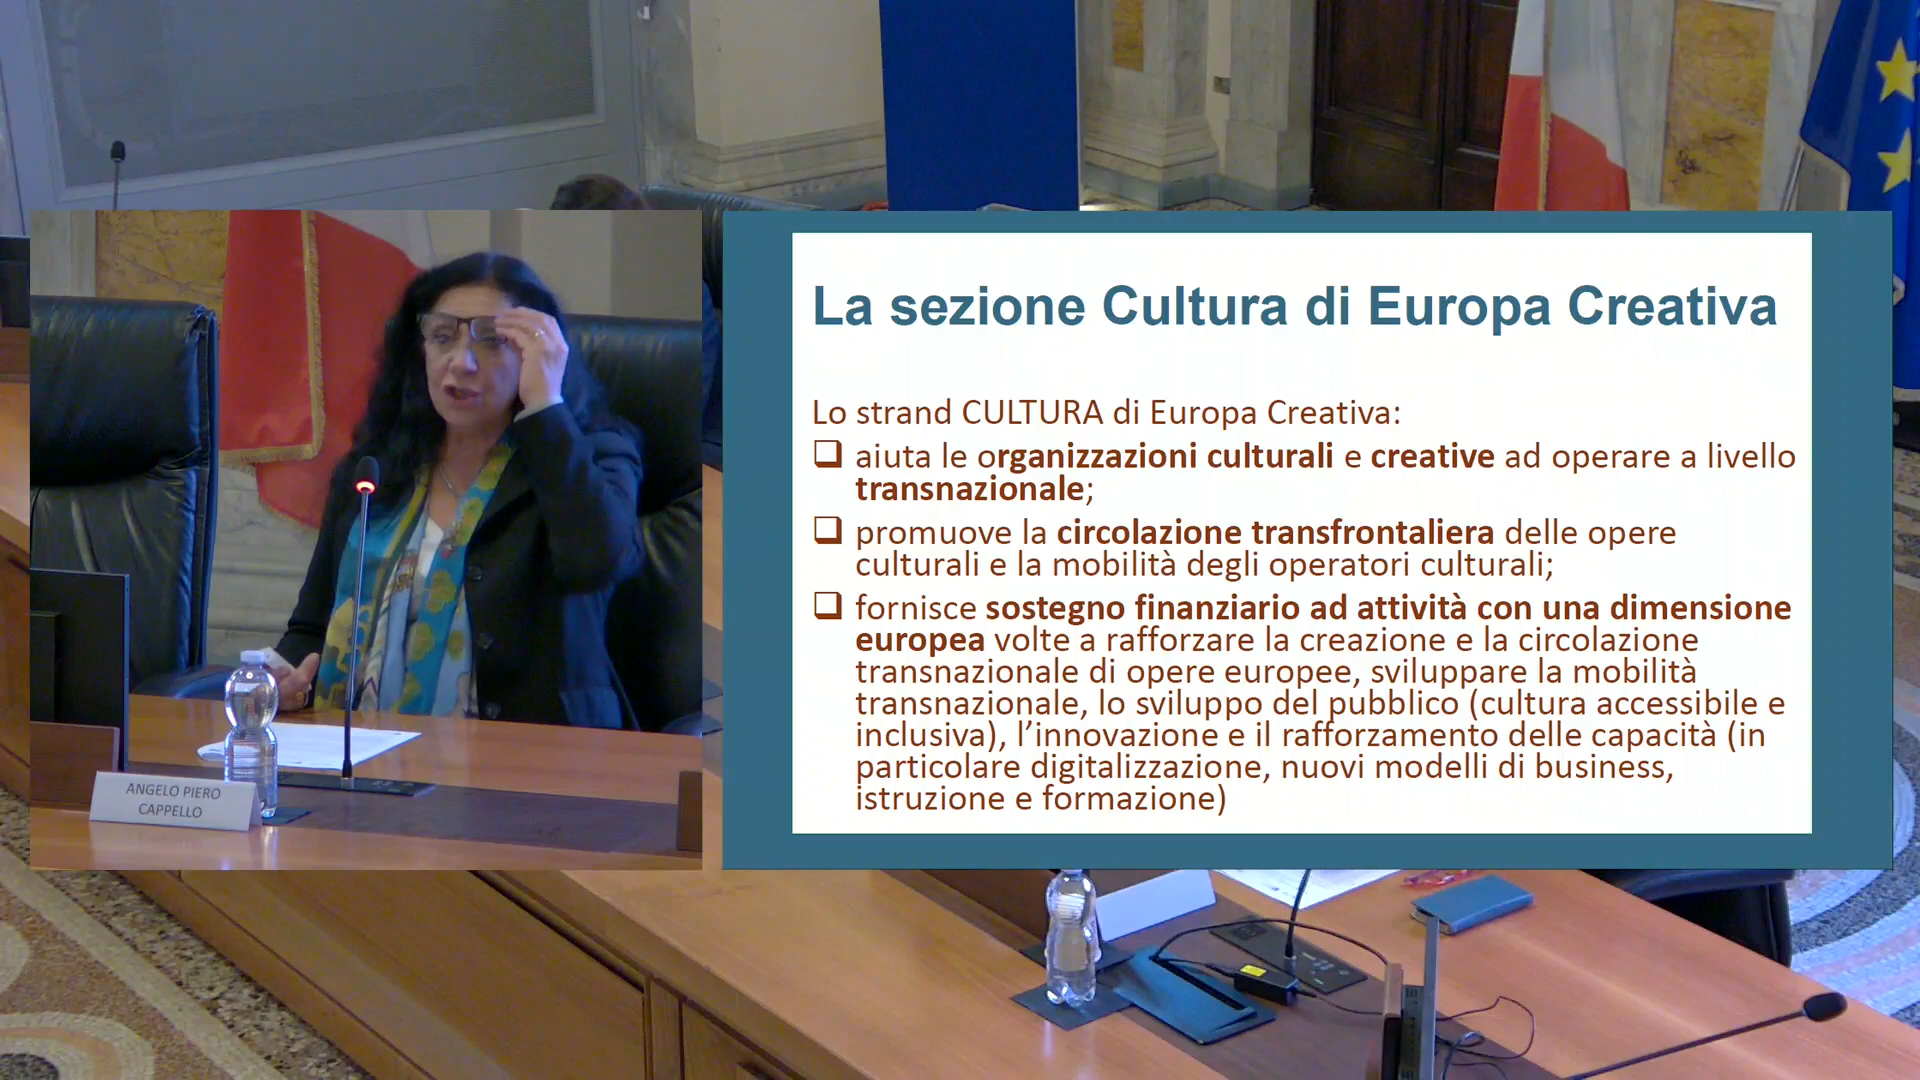 ANGELO PIERO
CAPPELLO
La sezione Cultura di Europa Creativa
Lo strand CULTURA di Europa Creativa:
❑ aiuta le organizzazioni culturali e creative ad operare a livello
transnazionale;
❑ promuove la circolazione transfrontaliera delle opere
culturali e la mobilità degli operatori culturali;
❑ fornisce sostegno finanziario ad attività con una dimensione
europea volte a rafforzare la creazione e la circolazione
transnazionale di opere europee, sviluppare la mobilità
transnazionale, lo sviluppo del pubblico (cultura accessibile e
inclusiva), l’innovazione e il rafforzamento delle capacità (in
particolare digitalizzazione, nuovi modelli di business,
istruzione e formazione)